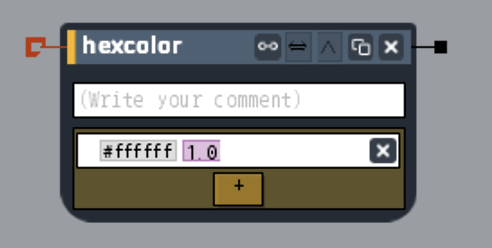 hexcolor
(Write your comment)
#ffffff 1.0
+